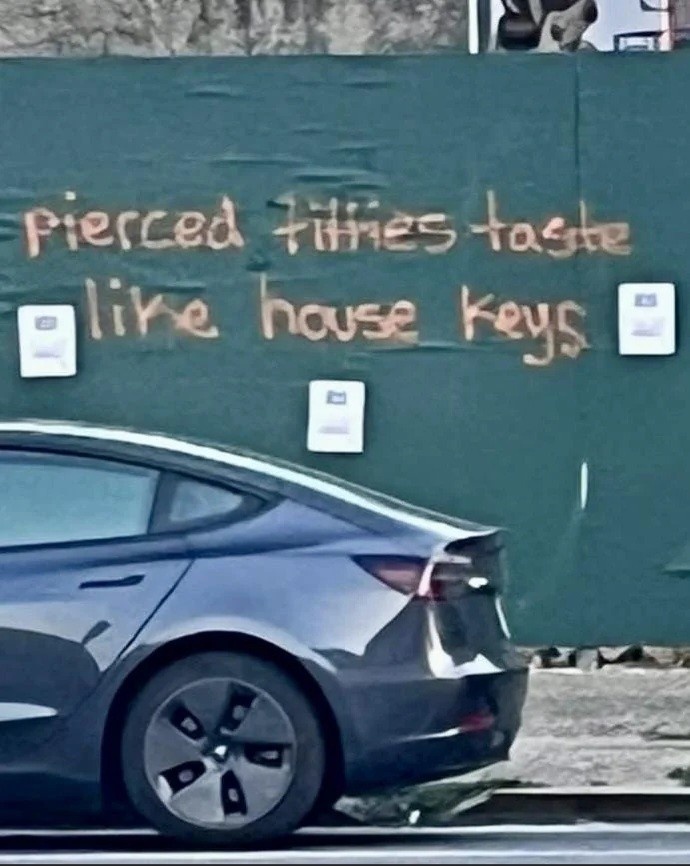 pierced titties taste
like house keys